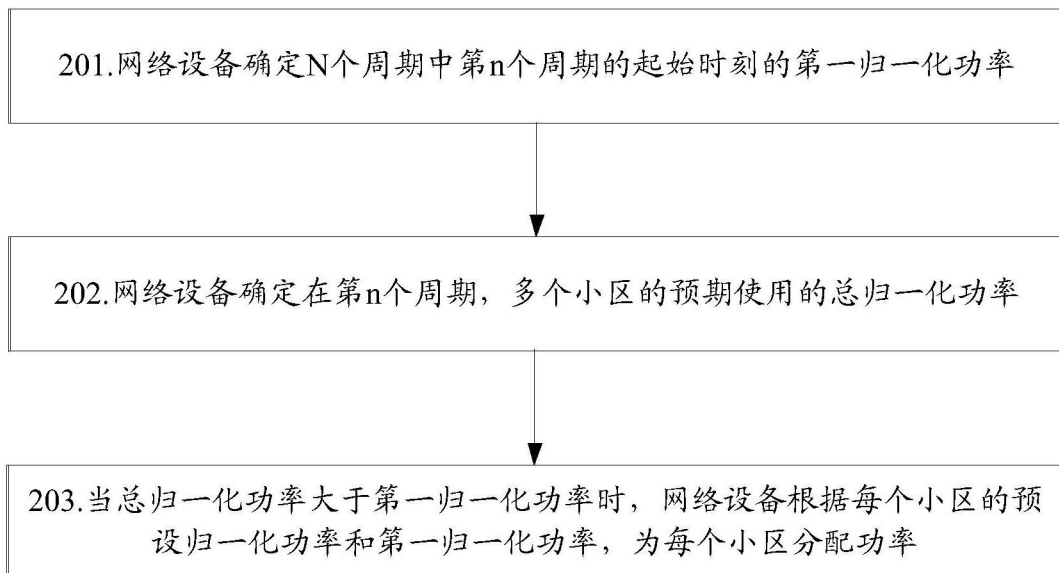 201.网络设备确定N个周期中第n个周期的起始时刻的第一归一化功率
202.网络设备确定在第n个周期，多个小区的预期使用的总归一化功率
203.当总归一化功率大于第一归一化功率时，网络设备根据每个小区的预
设归一化功率和第一归一化功率，为每个小区分配功率